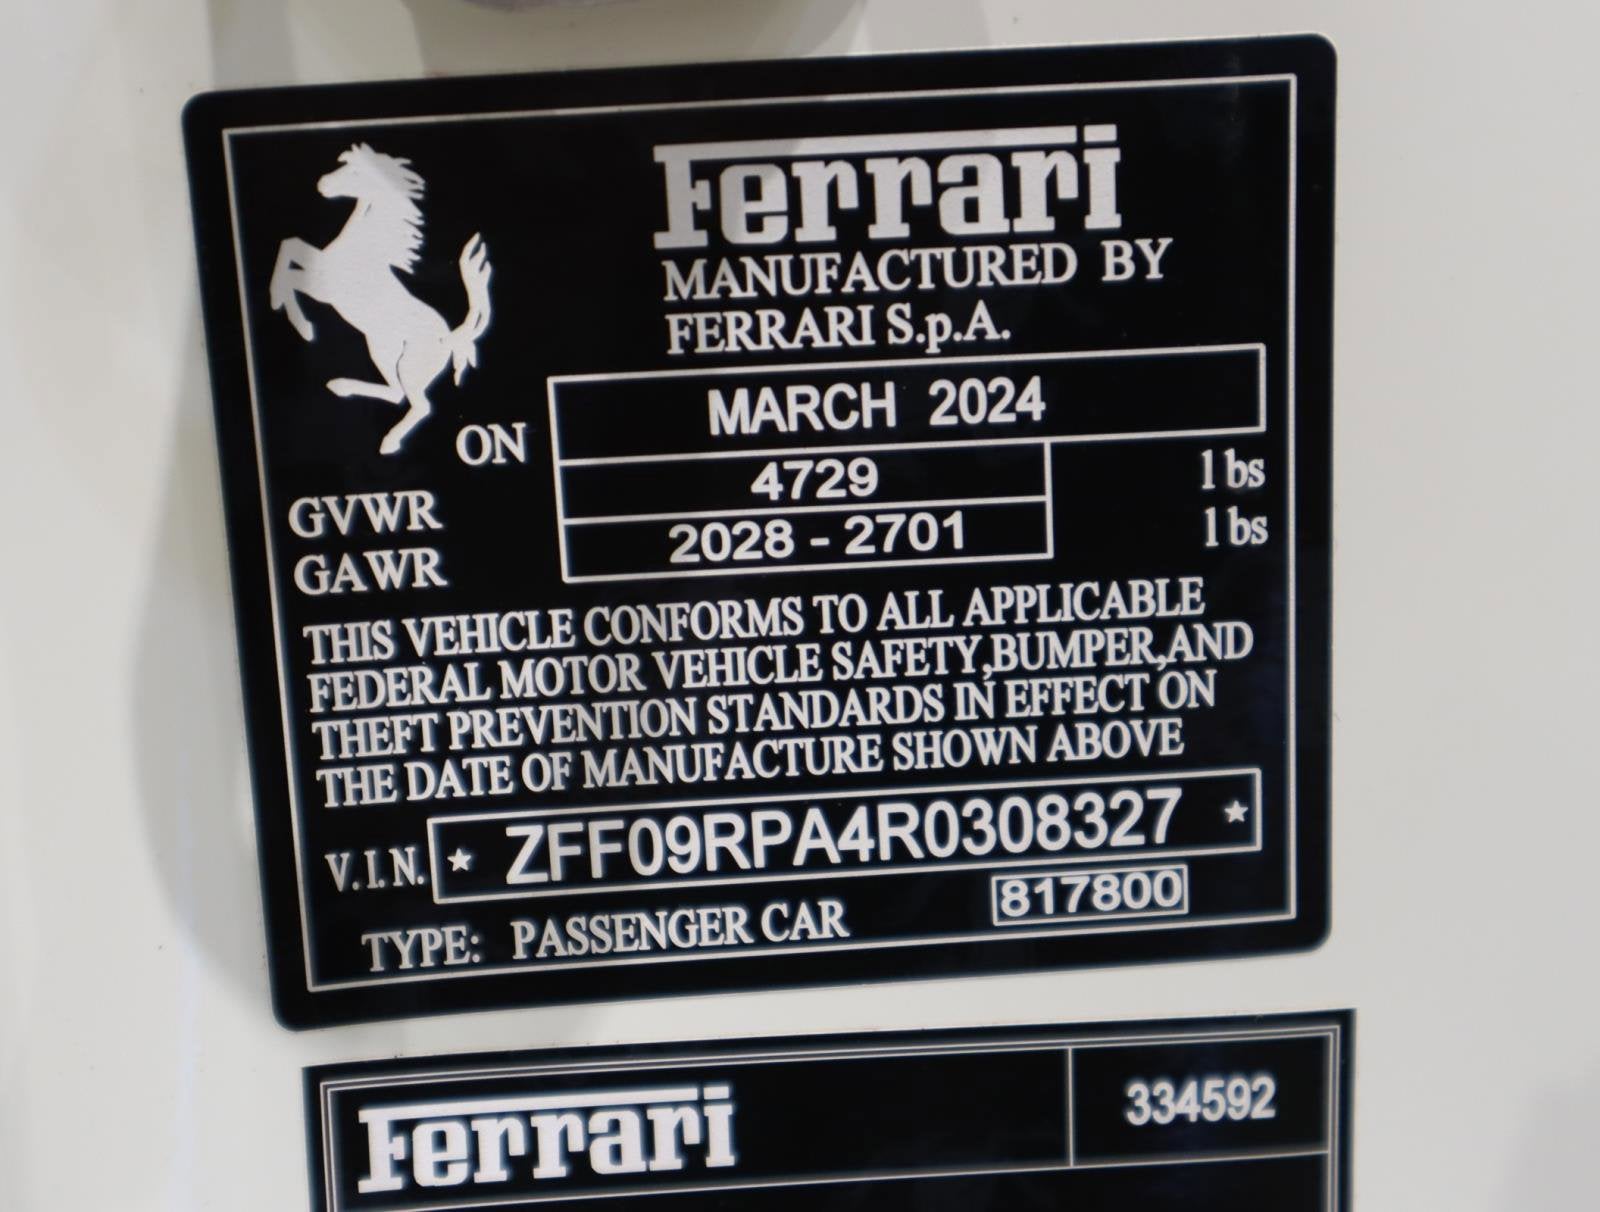 Ferrari
MANUFACTURED BY
FERRARI S.p.A.
ON MARCH 2024
GVWR 4729 lbs
GAWR 2028 - 2701 lbs
THIS VEHICLE CONFORMS TO ALL APPLICABLE
FEDERAL MOTOR VEHICLE SAFETY,BUMPER,AND
THEFT PREVENTION STANDARDS IN EFFECT ON
THE DATE OF MANUFACTURE SHOWN ABOVE
V.I.N. ★ ZFF09RPA4R0308327 ★
TYPE: PASSENGER CAR 817800
Ferrari 334592